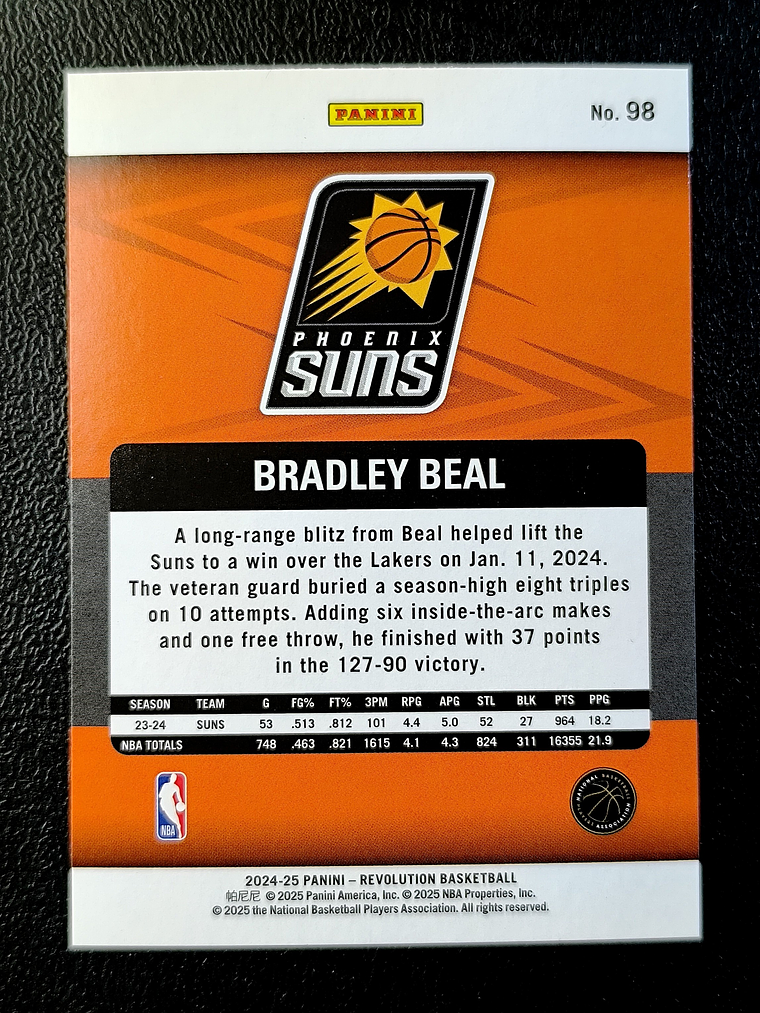 PANINI
No. 98
PHOENIX
SUNS
BRADLEY BEAL
A long-range blitz from Beal helped lift the
Suns to a win over the Lakers on Jan. 11, 2024.
The veteran guard buried a season-high eight triples
on 10 attempts. Adding six inside-the-arc makes
and one free throw, he finished with 37 points
in the 127-90 victory.
SEASON TEAM G FG% FT% 3PM RPG APG STL BLK PTS PPG
23-24 SUNS 53 .513 .812 101 4.4 5.0 52 27 964 18.2
NBA TOTALS 748 .463 .821 1615 4.1 4.3 824 311 16355 21.9
NBA
NATIONAL BASKETBALL
PLAYERS ASSOCIATION
2024-25 PANINI – REVOLUTION BASKETBALL
帕尼尼 © 2025 Panini America, Inc. © 2025 NBA Properties, Inc.
© 2025 the National Basketball Players Association. All rights reserved.